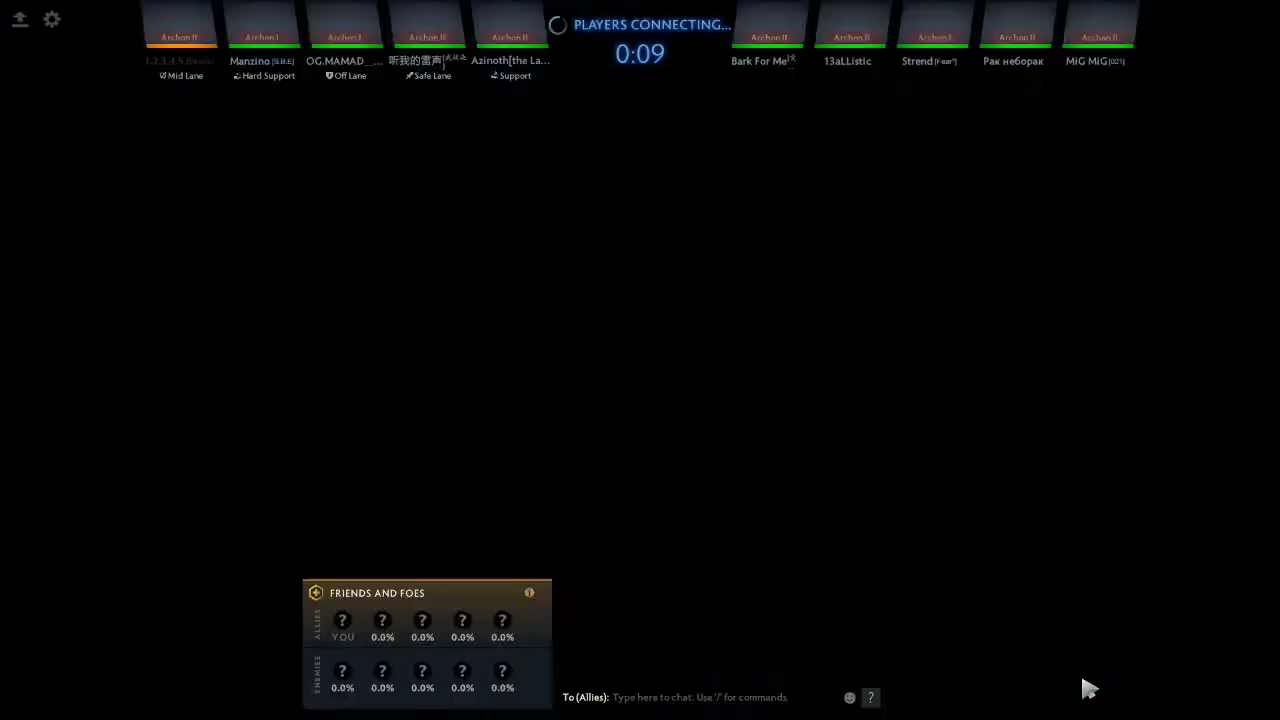 PLAYERS CONNECTING...
0:09
Archon II
Archon I
Archon I
Archon II
Archon II
Archon II
Archon II
Archon I
Archon II
Archon II
Manzino [S.B.E]
OG.MAMAD__...
听我的雷声
Azinoth[the La...
Bark For Me
13aLListic
Strend [Fear*]
Рак неборак
MiG MiG [021]
Mid Lane
Hard Support
Off Lane
Safe Lane
Support
FRIENDS AND FOES
ALLIES
? ? ? ? ?
YOU 0.0% 0.0% 0.0% 0.0%
ENEMIES
? ? ? ? ?
0.0% 0.0% 0.0% 0.0% 0.0%
To (Allies): Type here to chat. Use '/' for commands.
?